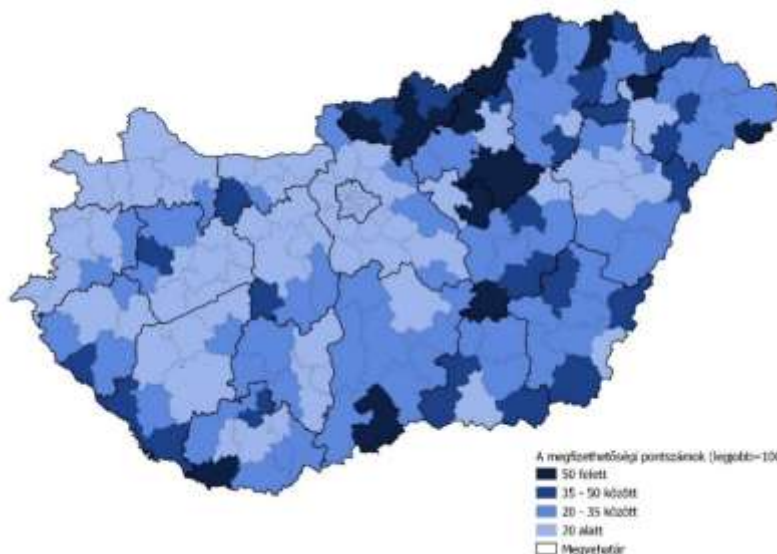 A megfizethetőségi pontszámok (legjobb=100
50 felett
35 - 50 között
20 - 35 között
20 alatt
Megyehatár